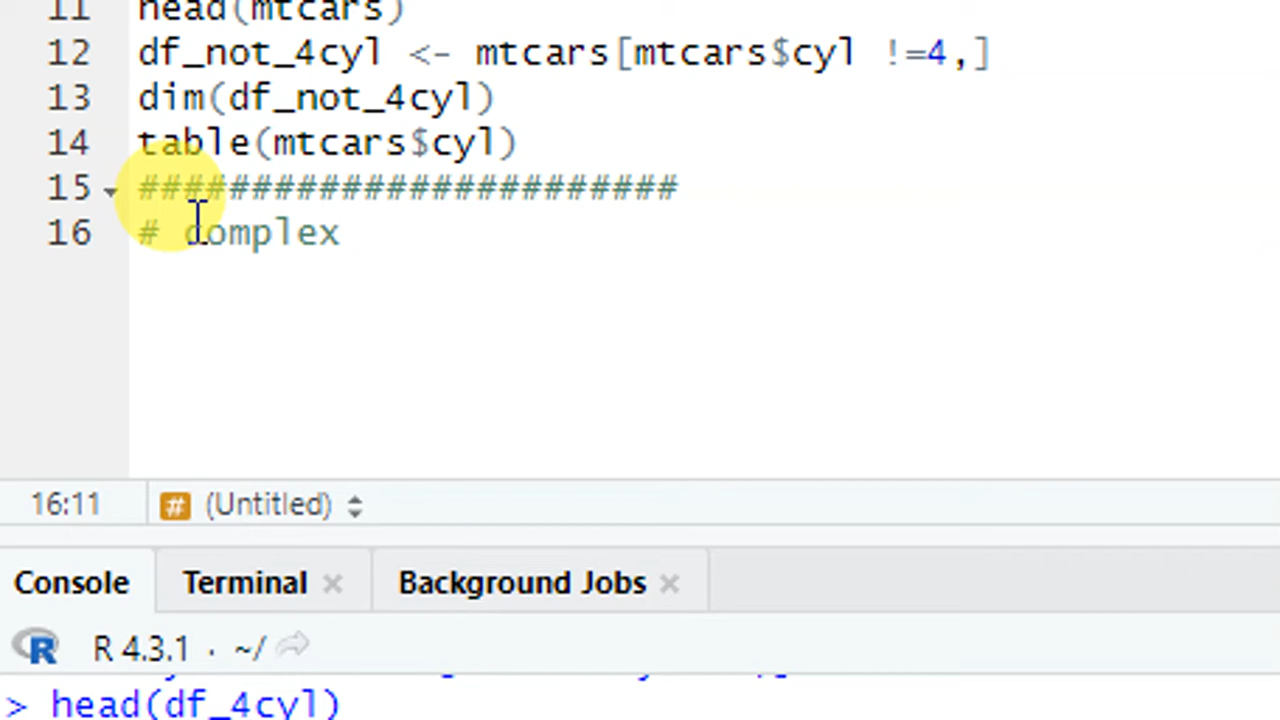 11 head(mtcars)
12 df_not_4cyl <- mtcars[mtcars$cyl !=4,]
13 dim(df_not_4cyl)
14 table(mtcars$cyl)
15 ########################
16 # complex
16:11 # (Untitled)
Console Terminal × Background Jobs ×
R R 4.3.1 · ~/
> head(df_4cyl)